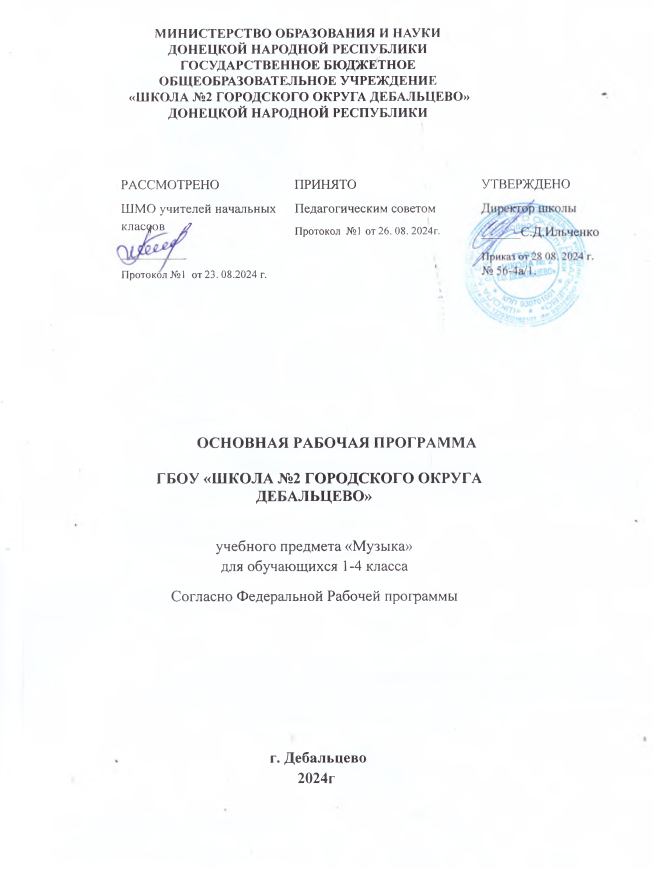 МИНИСТЕРСТВО ОБРАЗОВАНИЯ И НАУКИ
ДОНЕЦКОЙ НАРОДНОЙ РЕСПУБЛИКИ
ГОСУДАРСТВЕННОЕ БЮДЖЕТНОЕ
ОБЩЕОБРАЗОВАТЕЛЬНОЕ УЧРЕЖДЕНИЕ
«ШКОЛА №2 ГОРОДСКОГО ОКРУГА ДЕБАЛЬЦЕВО»
ДОНЕЦКОЙ НАРОДНОЙ РЕСПУБЛИКИ
РАССМОТРЕНО
ШМО учителей начальных
классов
Протокол №1 от 23. 08.2024 г.
ПРИНЯТО
Педагогическим советом
Протокол №1 от 26. 08. 2024г.
УТВЕРЖДЕНО
Директор школы
С.Д.Ильченко
Приказ от 28 08. 2024 г.
№ 56-4а/1.
ОСНОВНАЯ РАБОЧАЯ ПРОГРАММА
ГБОУ «ШКОЛА №2 ГОРОДСКОГО ОКРУГА
ДЕБАЛЬЦЕВО»
учебного предмета «Музыка»
для обучающихся 1-4 класса
Согласно Федеральной Рабочей программы
г. Дебальцево
2024г